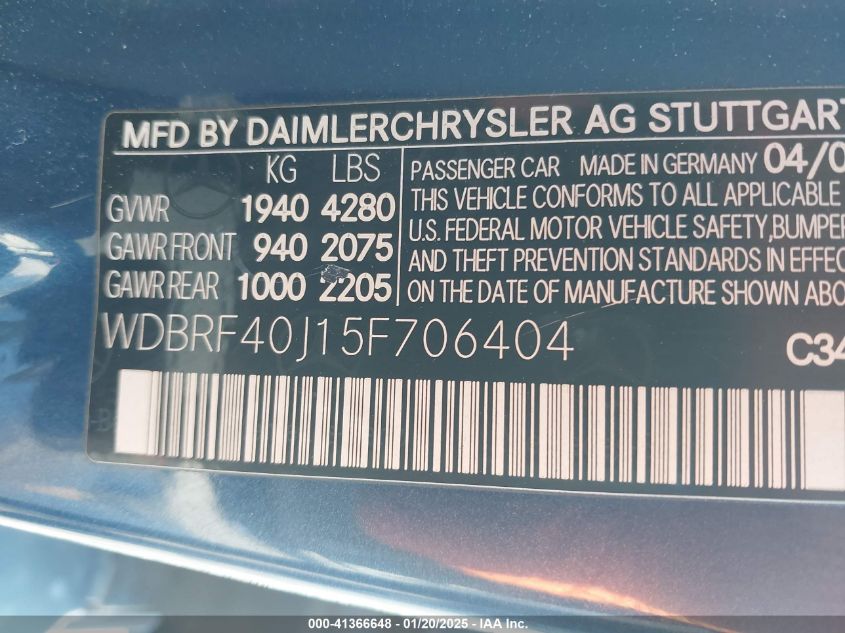 MFD BY DAIMLERCHRYSLER AG STUTTGART
KG LBS
GVWR 1940 4280
GAWR FRONT 940 2075
GAWR REAR 1000 2205
PASSENGER CAR MADE IN GERMANY 04/0
THIS VEHICLE CONFORMS TO ALL APPLICABLE
U.S. FEDERAL MOTOR VEHICLE SAFETY, BUMPER
AND THEFT PREVENTION STANDARDS IN EFFEC
ON THE DATE OF MANUFACTURE SHOWN ABO
WDBRF40J15F706404
C34
000-41366648 - 01/20/2025 - IAA Inc.